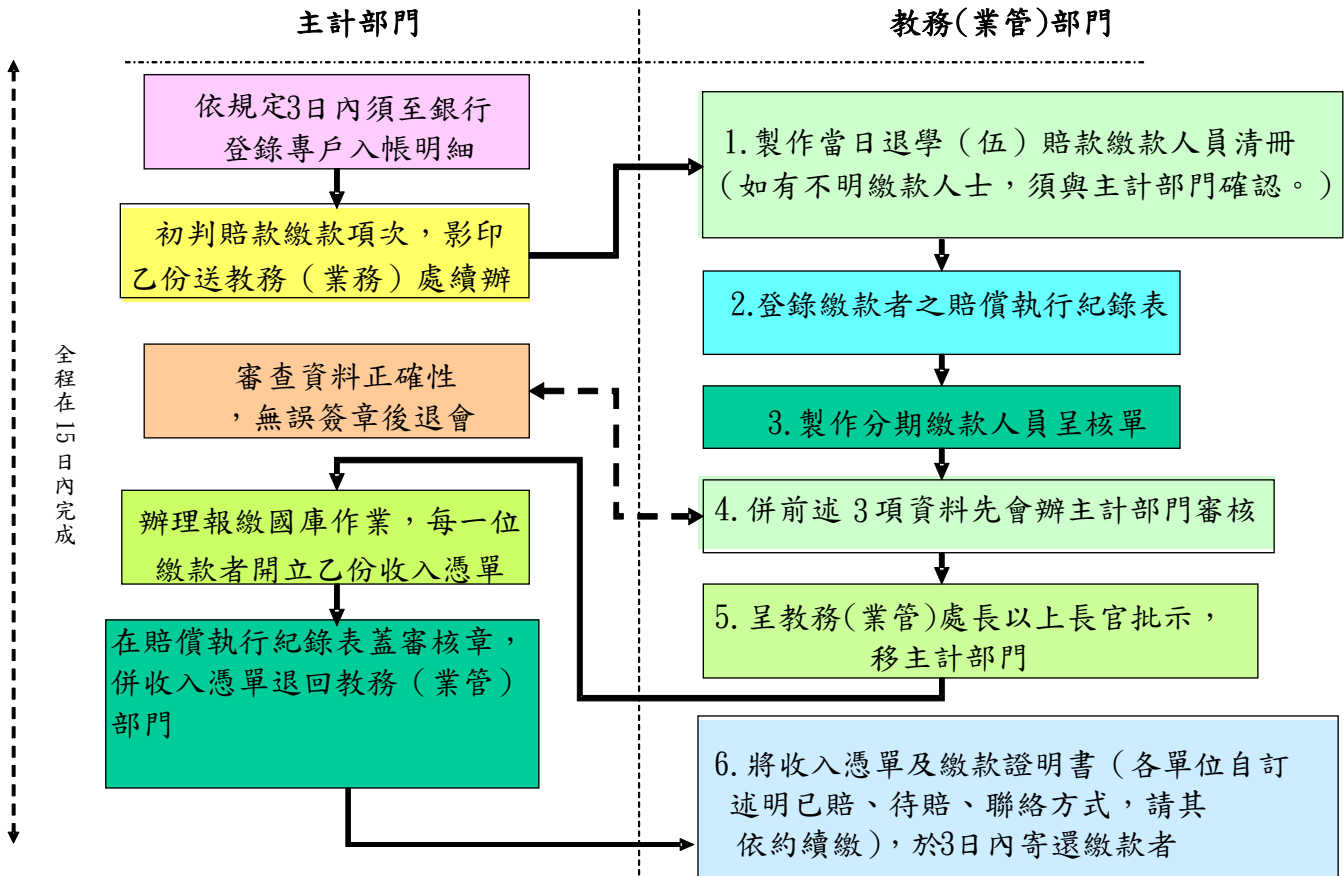 主計部門
教務(業管)部門
依規定3日內須至銀行
登錄專戶入帳明細
初判賠款繳款項次，影印
乙份送教務（業務）處續辦
審查資料正確性
，無誤簽章後退會
辦理報繳國庫作業，每一位
繳款者開立乙份收入憑單
在賠償執行紀錄表蓋審核章，
併收入憑單退回教務（業管）
部門
全程在15日內完成
1.製作當日退學（伍）賠款繳款人員清冊
（如有不明繳款人士，須與主計部門確認。）
2.登錄繳款者之賠償執行紀錄表
3.製作分期繳款人員呈核單
4.併前述 3項資料先會辦主計部門審核
5.呈教務(業管)處長以上長官批示，
移主計部門
6.將收入憑單及繳款證明書（各單位自訂
述明已賠、待賠、聯絡方式，請其
依約續繳），於3日內寄還繳款者